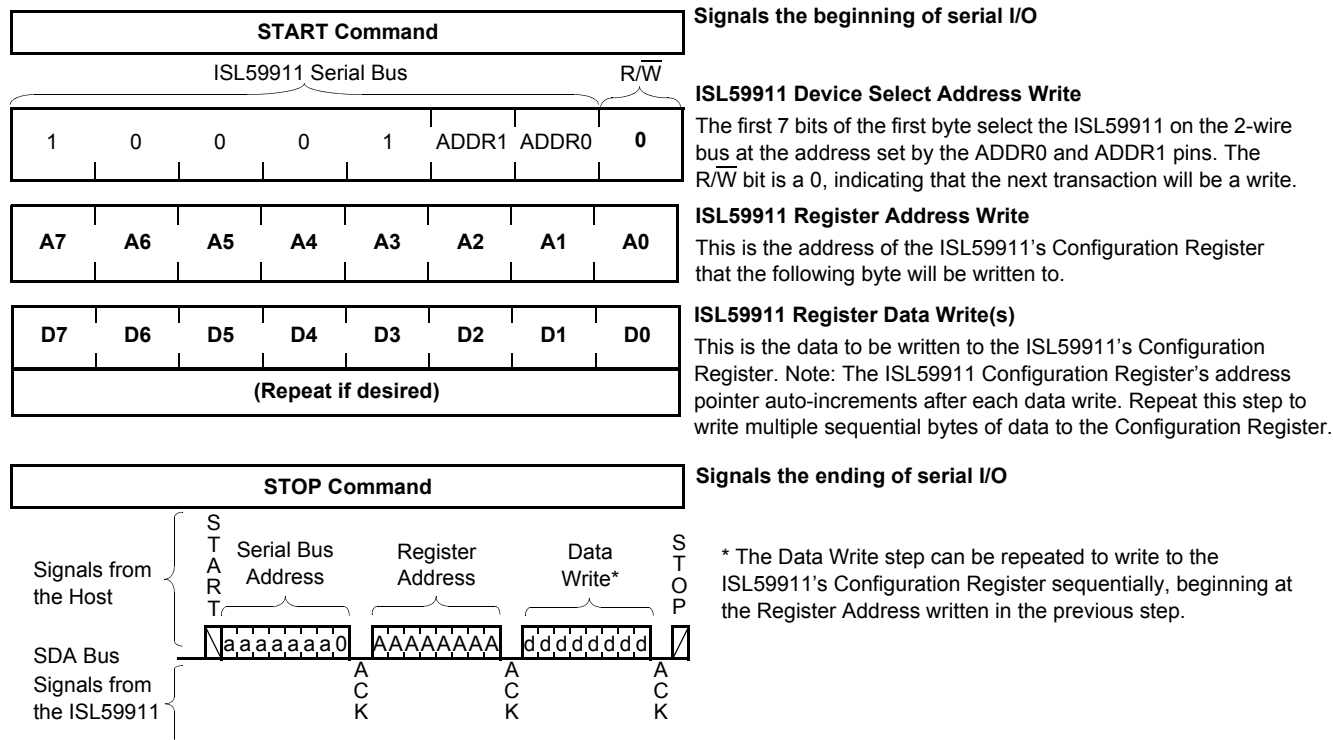 START Command
Signals the beginning of serial I/O
ISL59911 Serial Bus
R/W
1 0 0 0 1 ADDR1 ADDR0 0
ISL59911 Device Select Address Write
The first 7 bits of the first byte select the ISL59911 on the 2-wire
bus at the address set by the ADDR0 and ADDR1 pins. The
R/W bit is a 0, indicating that the next transaction will be a write.
A7 A6 A5 A4 A3 A2 A1 A0
ISL59911 Register Address Write
This is the address of the ISL59911's Configuration Register
that the following byte will be written to.
D7 D6 D5 D4 D3 D2 D1 D0
(Repeat if desired)
ISL59911 Register Data Write(s)
This is the data to be written to the ISL59911's Configuration
Register. Note: The ISL59911 Configuration Register's address
pointer auto-increments after each data write. Repeat this step to
write multiple sequential bytes of data to the Configuration Register.
STOP Command
Signals the ending of serial I/O
Signals from
the Host
START
Serial Bus
Address
Register
Address
Data
Write*
STOP
* The Data Write step can be repeated to write to the
ISL59911's Configuration Register sequentially, beginning at
the Register Address written in the previous step.
SDA Bus
a a a a a a a 0
AAAAAAAA
d d d d d d d d
Signals from
the ISL59911
ACK
ACK
ACK